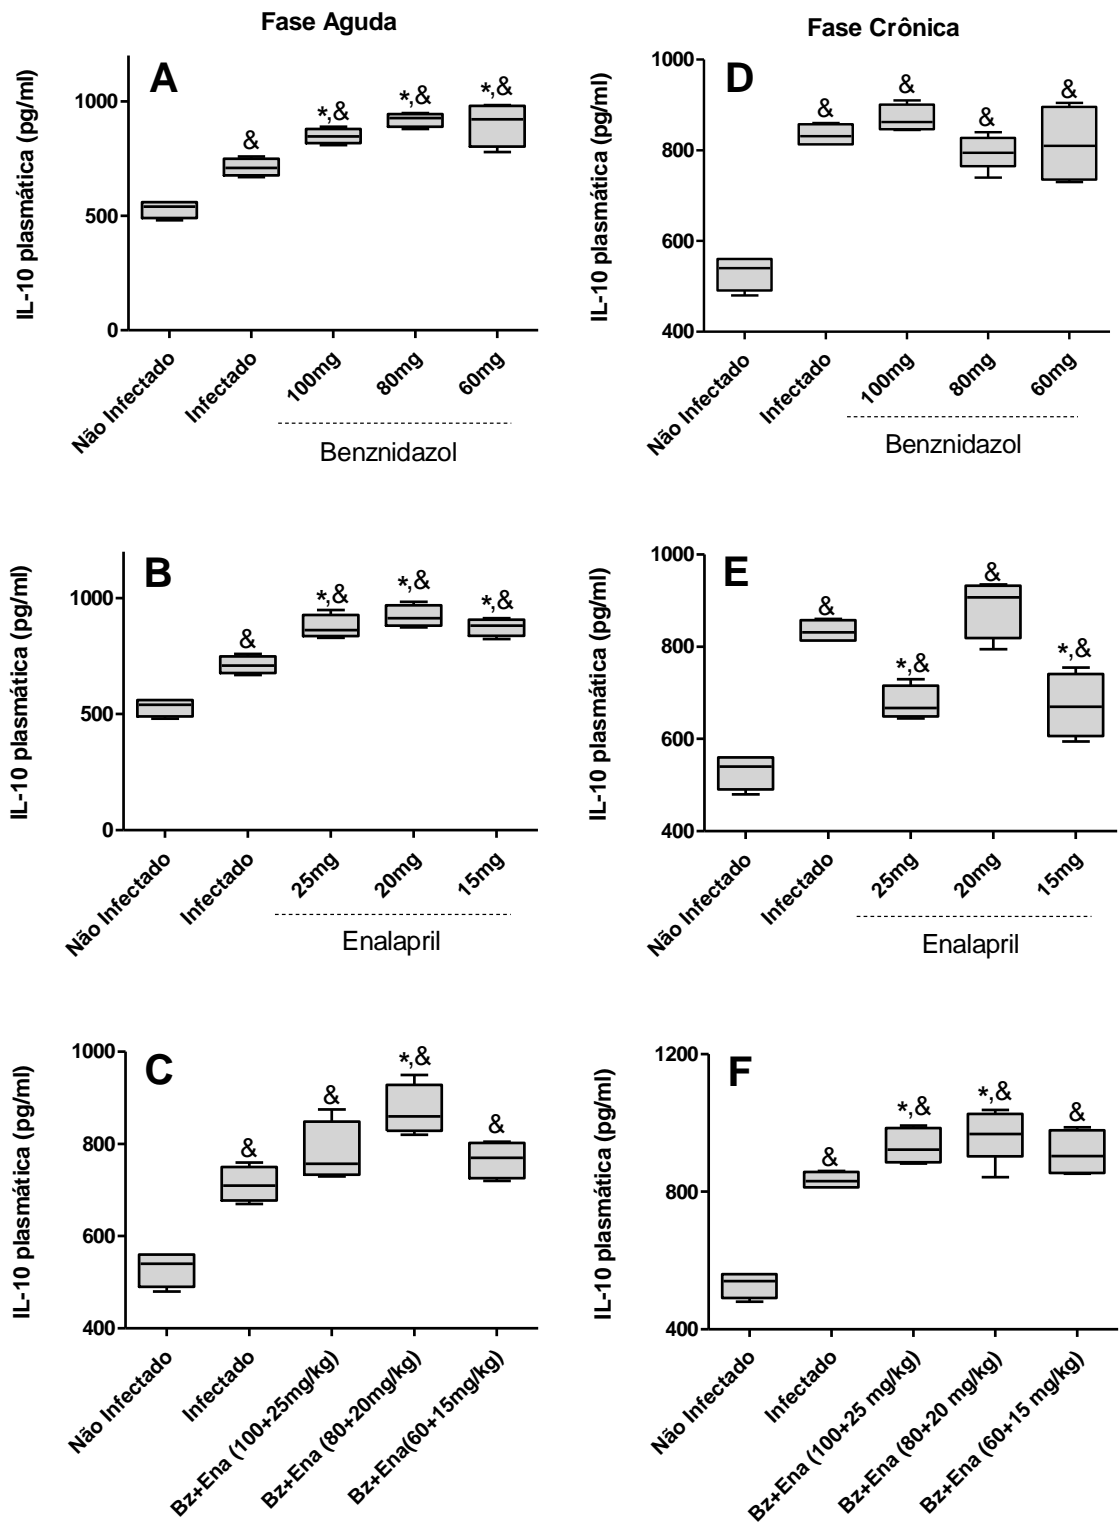 Fase Aguda
Fase Crônica
A
IL-10 plasmática (pg/ml)
1000
500
0
&
*,&
*,&
*,&
Não Infectado
Infectado
100mg
80mg
60mg
Benznidazol
D
IL-10 plasmática (pg/ml)
1000
800
600
400
&
&
&
&
Não Infectado
Infectado
100mg
80mg
60mg
Benznidazol
B
IL-10 plasmática (pg/ml)
1000
500
0
&
*,&
*,&
*,&
Não Infectado
Infectado
25mg
20mg
15mg
Enalapril
E
IL-10 plasmática (pg/ml)
1000
800
600
400
&
*,&
&
*,&
Não Infectado
Infectado
25mg
20mg
15mg
Enalapril
C
IL-10 plasmática (pg/ml)
1000
800
600
400
&
&
*,&
&
Não Infectado
Infectado
Bz+Ena (100+25mg/kg)
Bz+Ena (80+20mg/kg)
Bz+Ena(60+15mg/kg)
F
IL-10 plasmática (pg/ml)
1200
800
400
&
*,&
*,&
&
Não Infectado
Infectado
Bz+Ena (100+25 mg/kg)
Bz+Ena (80+20 mg/kg)
Bz+Ena (60+15 mg/kg)